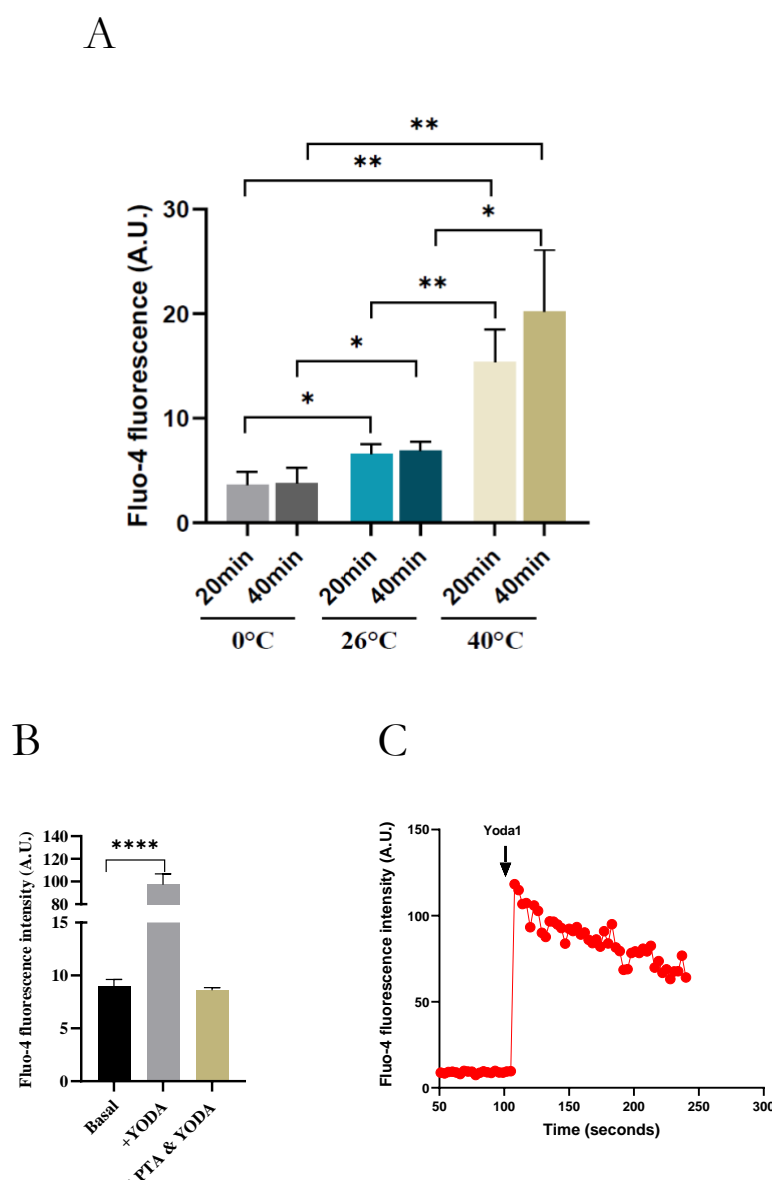 A
**
**
*
**
*
*
Fluo-4 fluorescence (A.U.)
30
20
10
0
20min
40min
20min
40min
20min
40min
0°C
26°C
40°C
B
C
Fluo-4 fluorescence intensity (A.U.)
140
120
100
80
15
10
5
0
****
Basal
+YODA
APTA & YODA
Fluo-4 fluorescence intensity (A.U.)
150
100
50
0
Yoda1
50
100
150
200
250
300
Time (seconds)